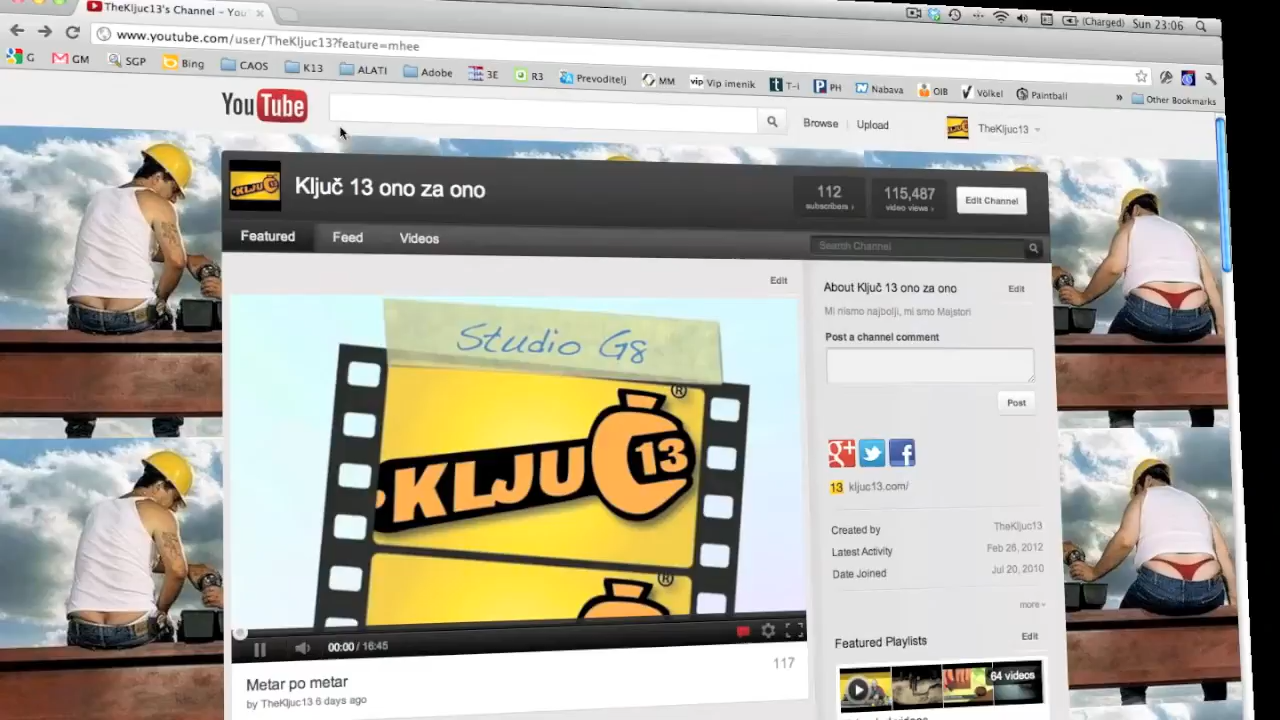 TheKljuc13's Channel – You
(Charged) Sun 23:06
www.youtube.com/user/TheKljuc13?feature=mhee
G GM SGP Bing CAOS K13 ALATI Adobe 3E R3 Prevoditelj MM Vip imenik T-i PH Nabava OIB Völkel Paintball » Other Bookmarks
YouTube
Browse Upload TheKljuc13
Ključ 13 ono za ono
112 subscribers
115,487 video views
Edit Channel
Featured Feed Videos
Search Channel
Edit
Studio G8
KLJUC 13 ®
®
00:00 / 16:45
Metar po metar
117
by TheKljuc13 6 days ago
About Ključ 13 ono za ono Edit
Mi nismo najbolji, mi smo Majstori
Post a channel comment
Post
13 kljuc13.com/
Created by TheKljuc13
Latest Activity Feb 26, 2012
Date Joined Jul 20, 2010
more
Featured Playlists Edit
64 videos